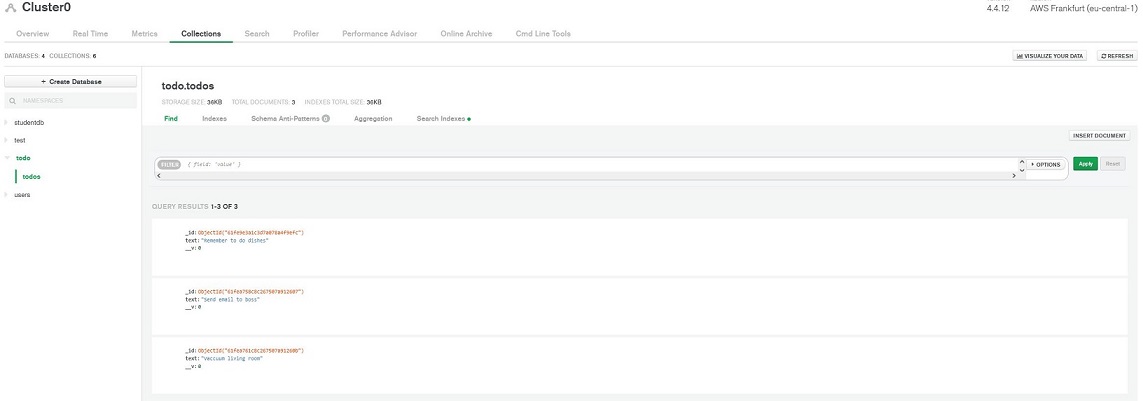 Cluster0
4.4.12 AWS Frankfurt (eu-central-1)
Overview Real Time Metrics Collections Search Profiler Performance Advisor Online Archive Cmd Line Tools
DATABASES: 4 COLLECTIONS: 6
VISUALIZE YOUR DATA REFRESH
+ Create Database
NAMESPACES
studentdb
test
todo
todos
users
todo.todos
STORAGE SIZE: 36KB TOTAL DOCUMENTS: 3 INDEXES TOTAL SIZE: 36KB
Find Indexes Schema Anti-Patterns 0 Aggregation Search Indexes
INSERT DOCUMENT
FILTER { field: 'value' } OPTIONS Apply Reset
QUERY RESULTS 1-3 OF 3
_id: ObjectId("
text: "Remember to do dishes"
__v: 0
_id: ObjectId("
text: "Send email to boss"
__v: 0
_id: ObjectId("
text: "Vaccuum living room"
__v: 0